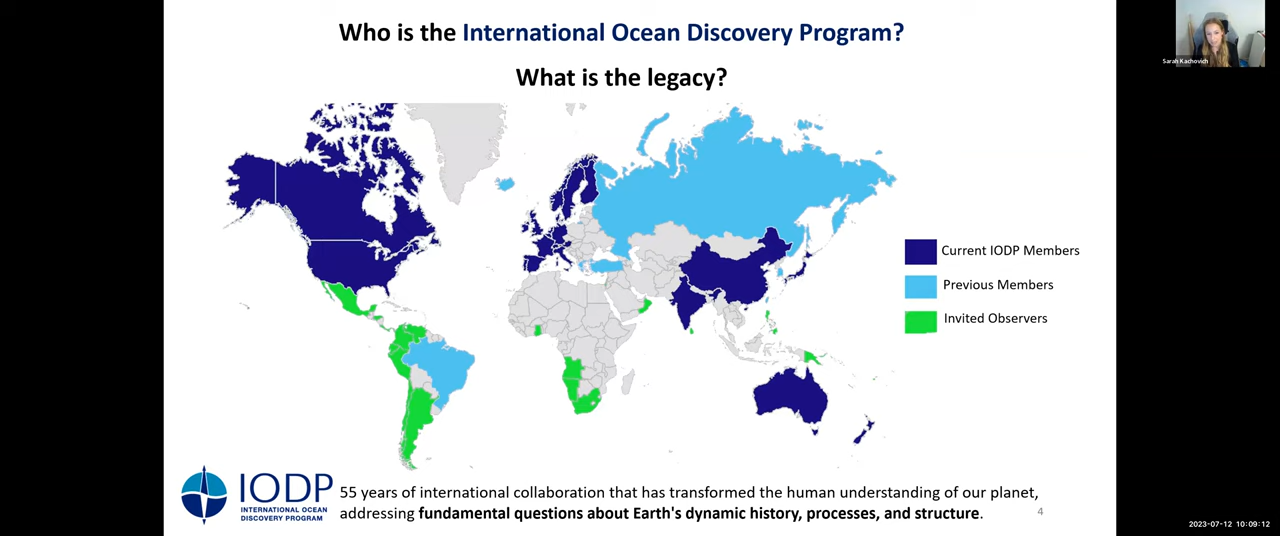 Who is the International Ocean Discovery Program?
What is the legacy?
Sarah Kachovich
Current IODP Members
Previous Members
Invited Observers
IODP
INTERNATIONAL OCEAN
DISCOVERY PROGRAM
55 years of international collaboration that has transformed the human understanding of our planet,
addressing fundamental questions about Earth's dynamic history, processes, and structure.
4
2023-07-12 10:09:12